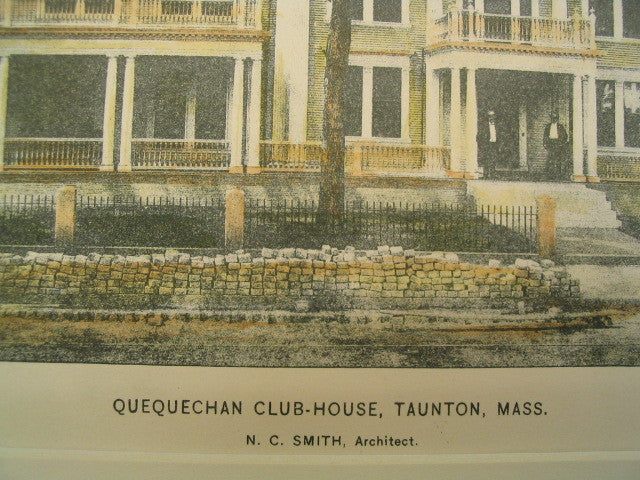 QUEQUECHAN CLUB-HOUSE, TAUNTON, MASS.
N. C. SMITH, Architect.